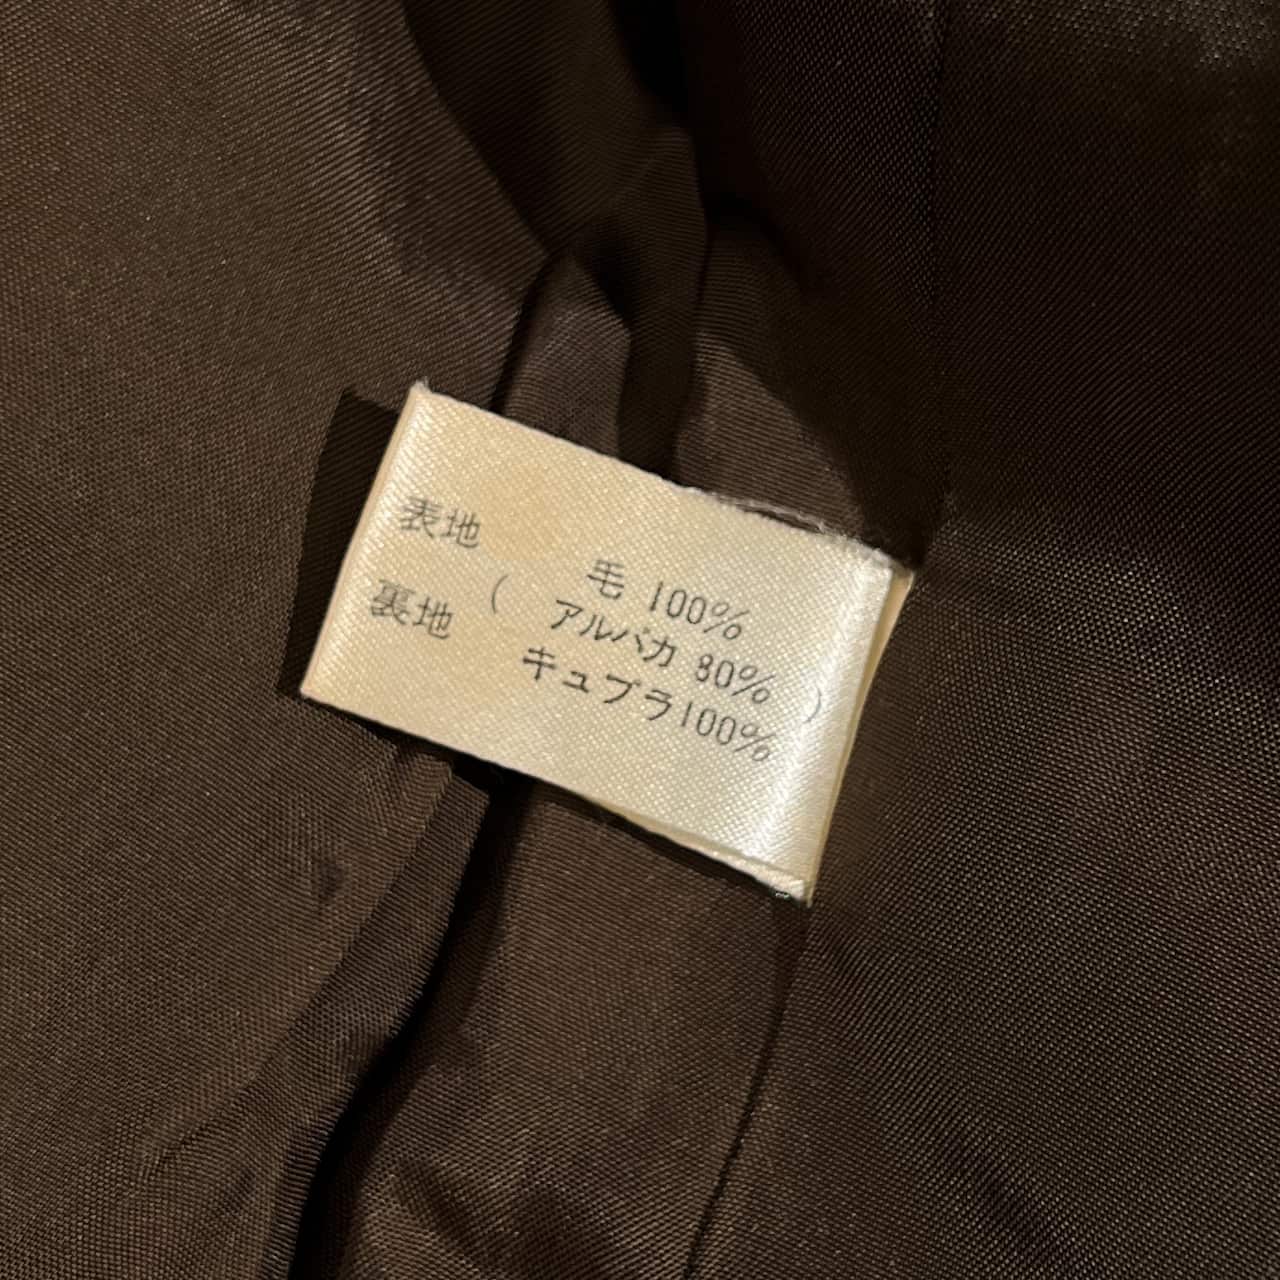 表地 毛 100%
( アルパカ 80% )
裏地 キュプラ100%